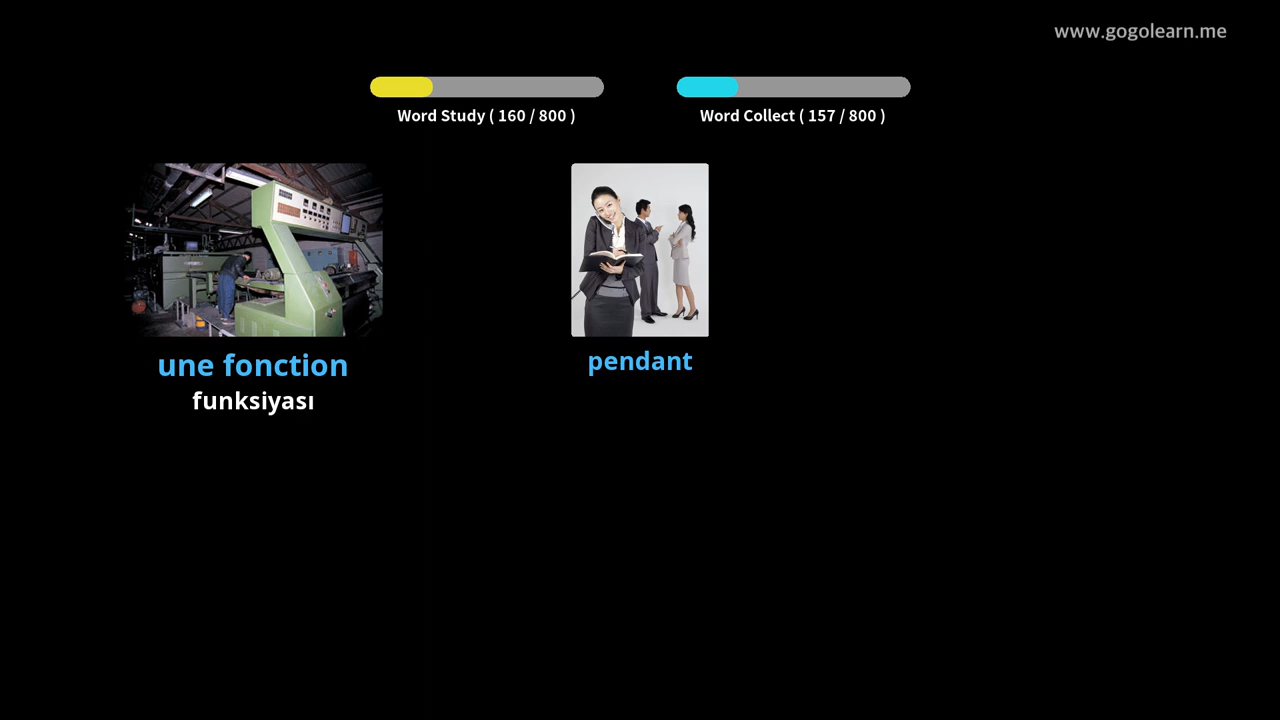 www.gogolearn.me
Word Study ( 160 / 800 )
Word Collect ( 157 / 800 )
une fonction
funksiyası
pendant